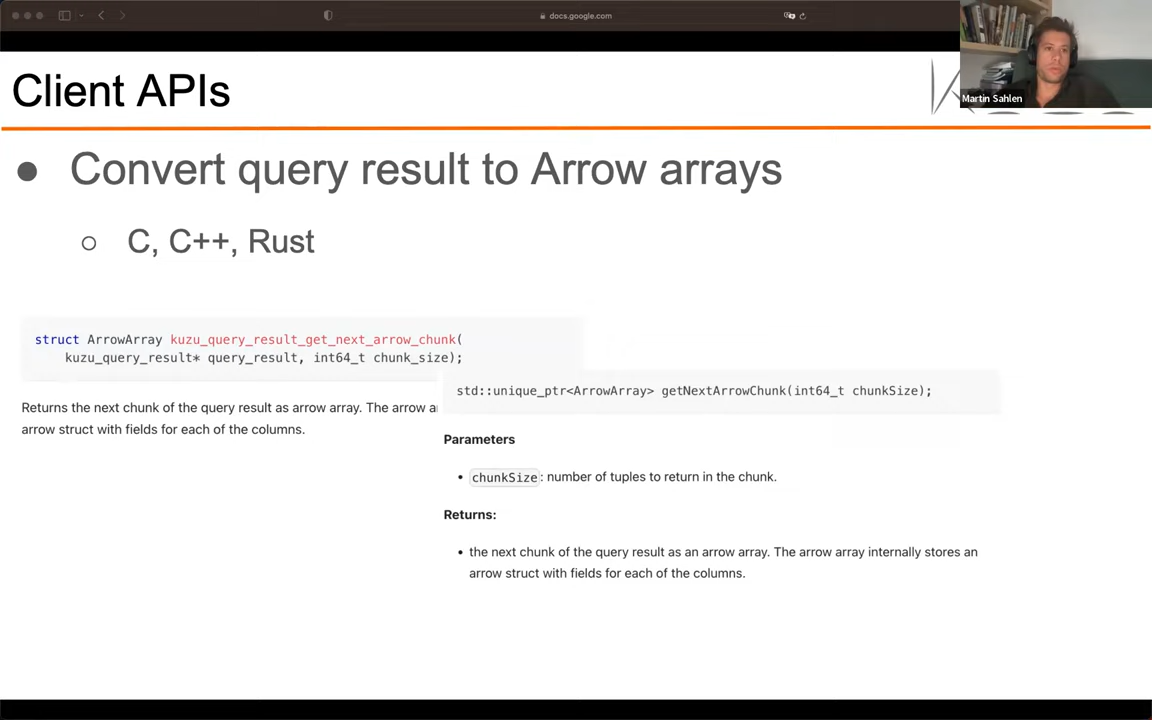 docs.google.com
Client APIs
Martin Sahlen
● Convert query result to Arrow arrays
○ C, C++, Rust
struct ArrowArray kuzu_query_result_get_next_arrow_chunk(
kuzu_query_result* query_result, int64_t chunk_size);
Returns the next chunk of the query result as arrow array. The arrow a
arrow struct with fields for each of the columns.
std::unique_ptr<ArrowArray> getNextArrowChunk(int64_t chunkSize);
Parameters
• chunkSize: number of tuples to return in the chunk.
Returns:
• the next chunk of the query result as an arrow array. The arrow array internally stores an
arrow struct with fields for each of the columns.